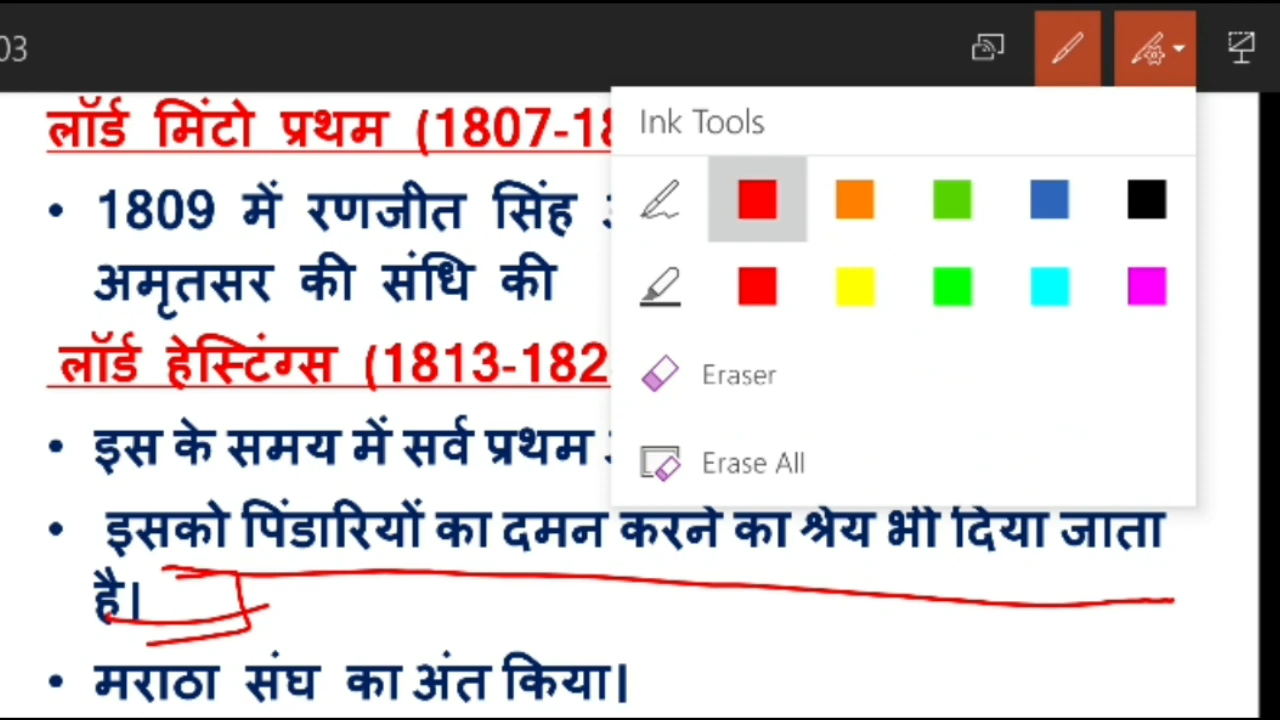 03
Ink Tools
लॉर्ड मिंटो प्रथम (1807-18
1809 में रणजीत सिंह
अमृतसर की संधि की
लॉर्ड हेस्टिंग्स (1813-182
Eraser
• इस के समय में सर्व प्रथम
Erase All
• इसको पिंडारियों का दमन करने का श्रेय भी दिया जाता
है।
• मराठा संघ का अंत किया।